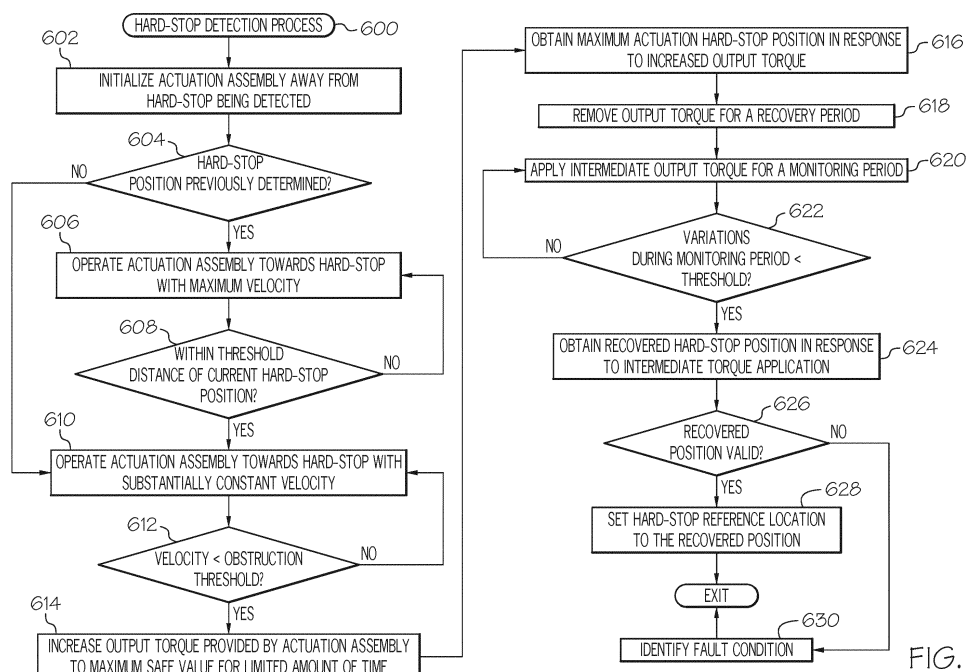 HARD-STOP DETECTION PROCESS
600
602
INITIALIZE ACTUATION ASSEMBLY AWAY FROM
HARD-STOP BEING DETECTED
604
HARD-STOP
POSITION PREVIOUSLY DETERMINED?
NO
YES
606
OPERATE ACTUATION ASSEMBLY TOWARDS HARD-STOP
WITH MAXIMUM VELOCITY
608
WITHIN THRESHOLD
DISTANCE OF CURRENT HARD-STOP
POSITION?
NO
YES
610
OPERATE ACTUATION ASSEMBLY TOWARDS HARD-STOP WITH
SUBSTANTIALLY CONSTANT VELOCITY
612
VELOCITY < OBSTRUCTION
THRESHOLD?
NO
YES
614
INCREASE OUTPUT TORQUE PROVIDED BY ACTUATION ASSEMBLY
TO MAXIMUM SAFE VALUE FOR LIMITED AMOUNT OF TIME
OBTAIN MAXIMUM ACTUATION HARD-STOP POSITION IN RESPONSE
TO INCREASED OUTPUT TORQUE
616
REMOVE OUTPUT TORQUE FOR A RECOVERY PERIOD
618
APPLY INTERMEDIATE OUTPUT TORQUE FOR A MONITORING PERIOD
620
622
VARIATIONS
DURING MONITORING PERIOD <
THRESHOLD?
NO
YES
OBTAIN RECOVERED HARD-STOP POSITION IN RESPONSE
TO INTERMEDIATE TORQUE APPLICATION
624
626
RECOVERED
POSITION VALID?
NO
YES
628
SET HARD-STOP REFERENCE LOCATION
TO THE RECOVERED POSITION
EXIT
630
IDENTIFY FAULT CONDITION
FIG.